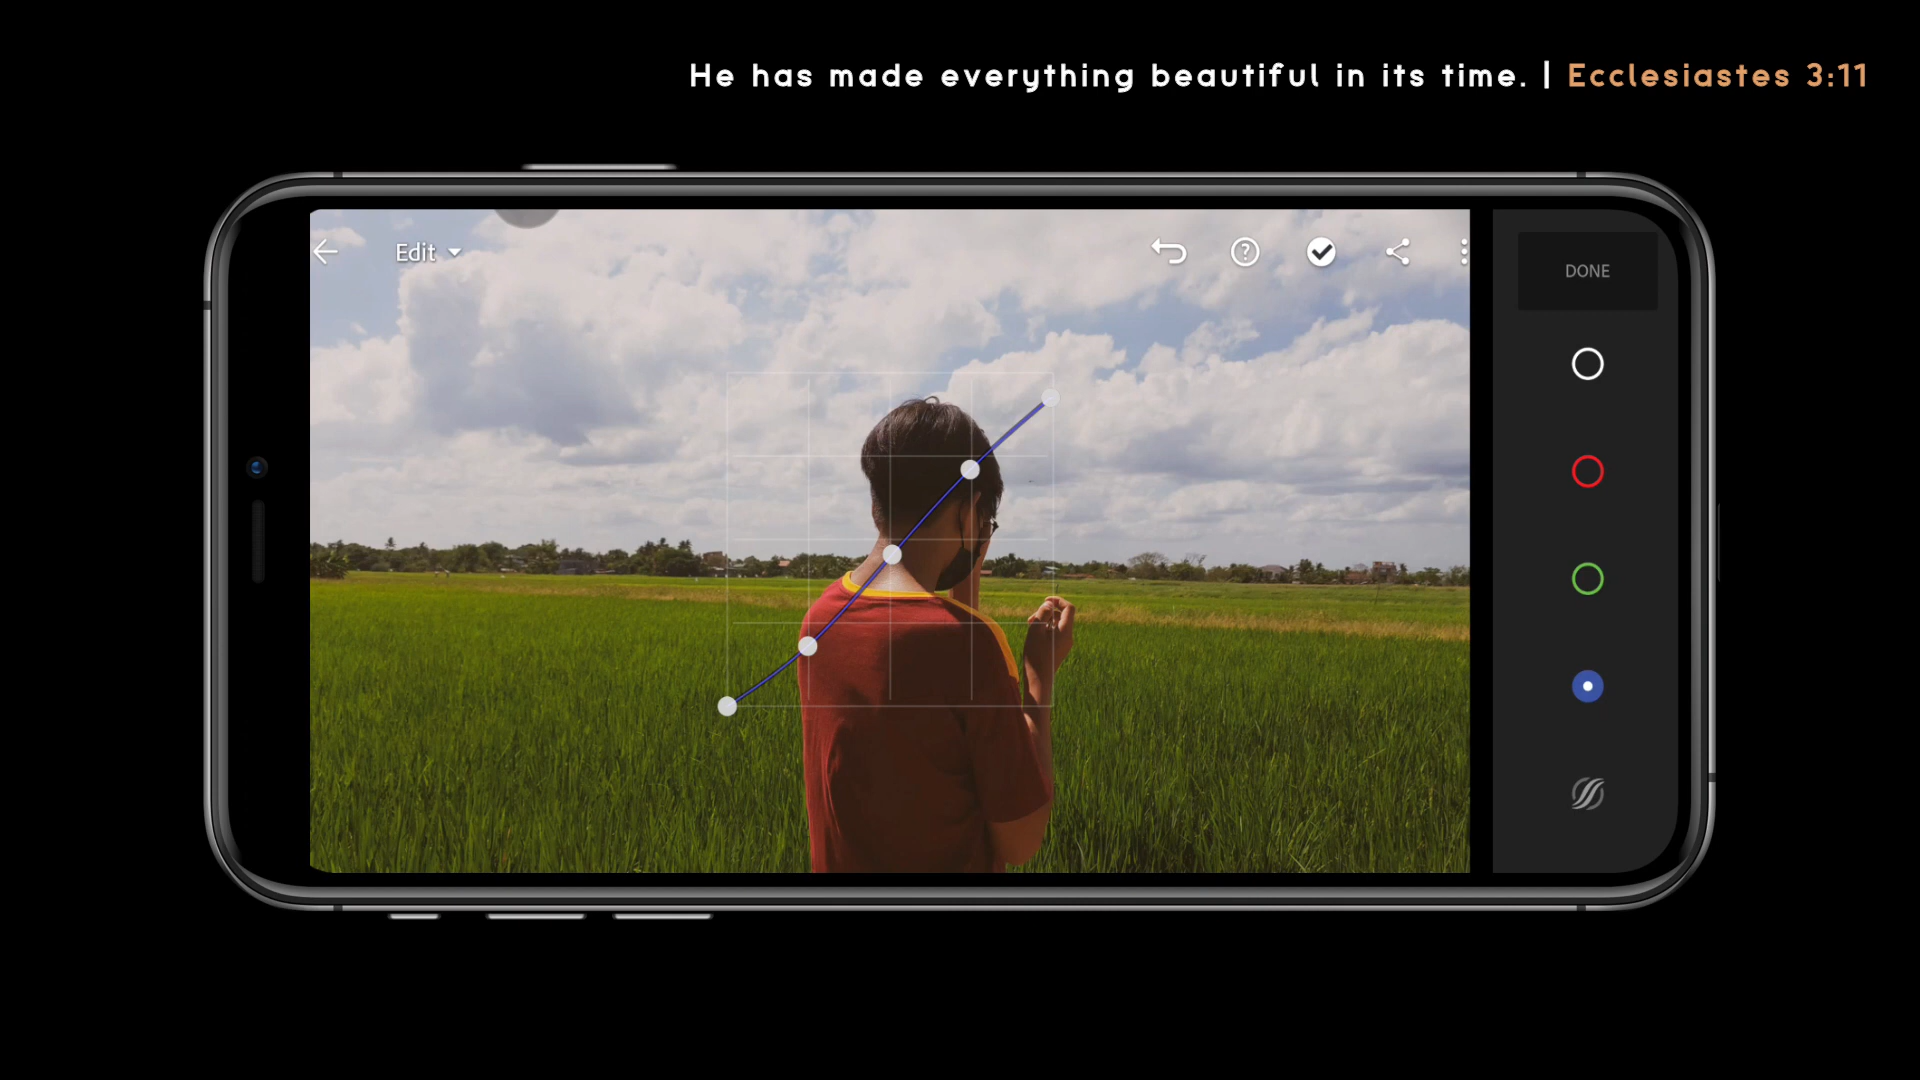 He has made everything beautiful in its time. | Ecclesiastes 3:11
Edit
DONE